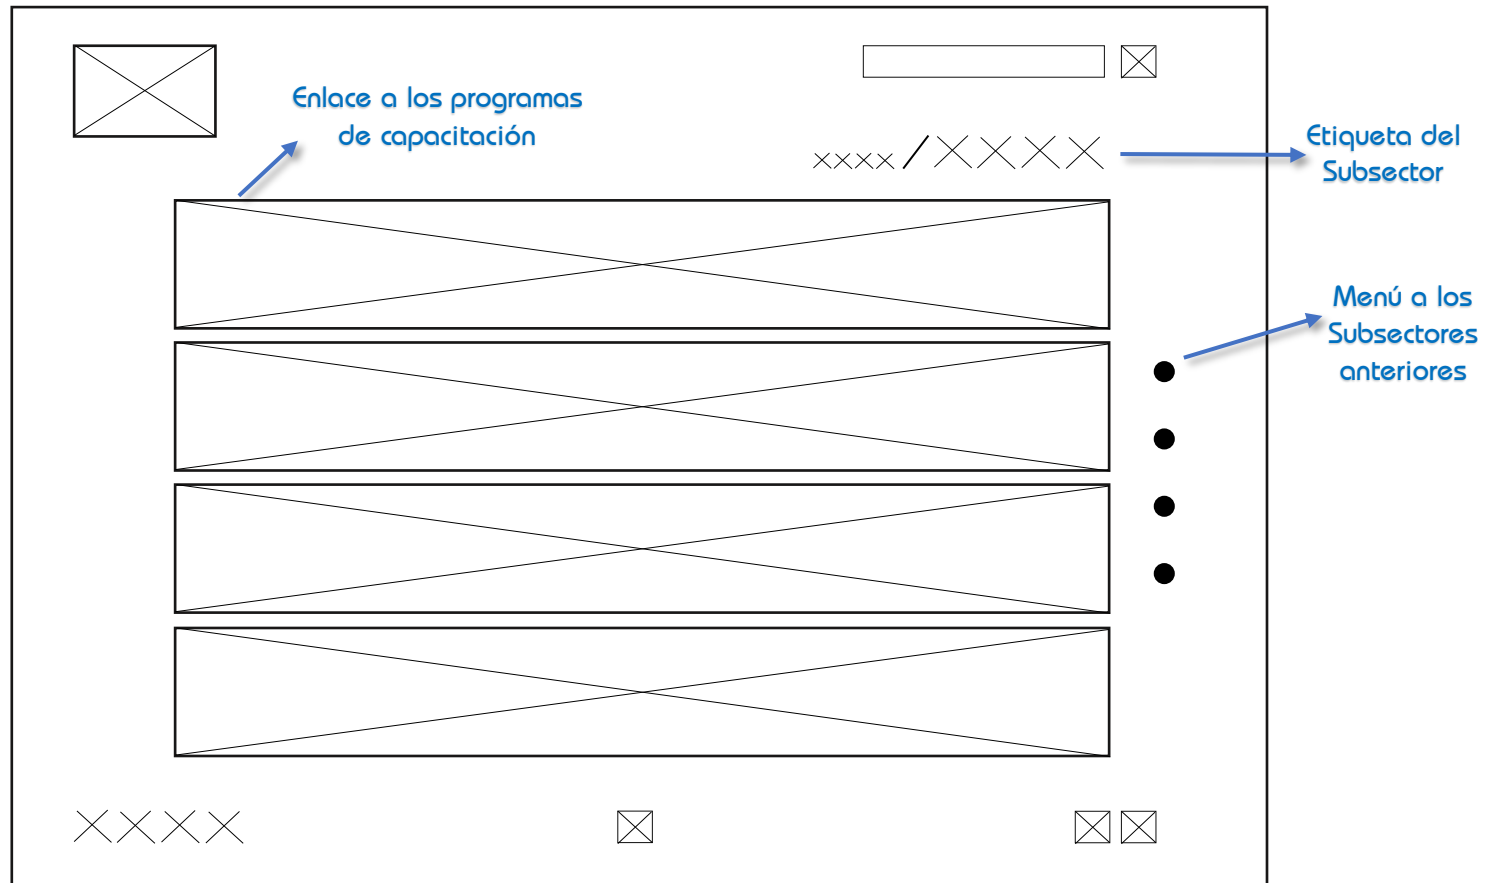 Enlace a los programas
de capacitación
Etiqueta del
Subsector
Menú a los
Subsectores
anteriores